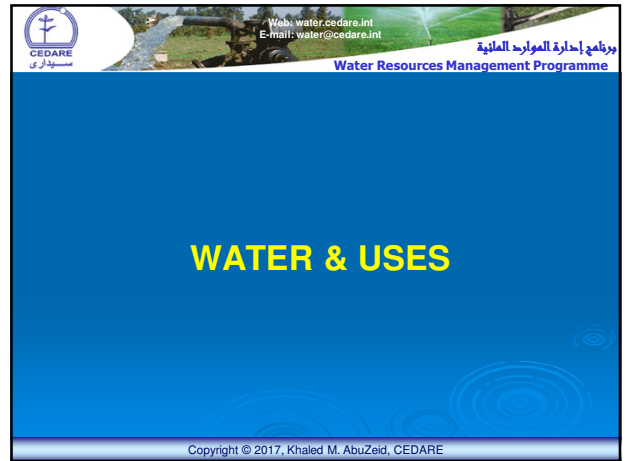 Web: water.cedare.int
E-mail: water@cedare.int
CEDARE
سـيداري
برنامج إدارة الموارد المائية
Water Resources Management Programme
WATER & USES
Copyright © 2017, Khaled M. AbuZeid, CEDARE